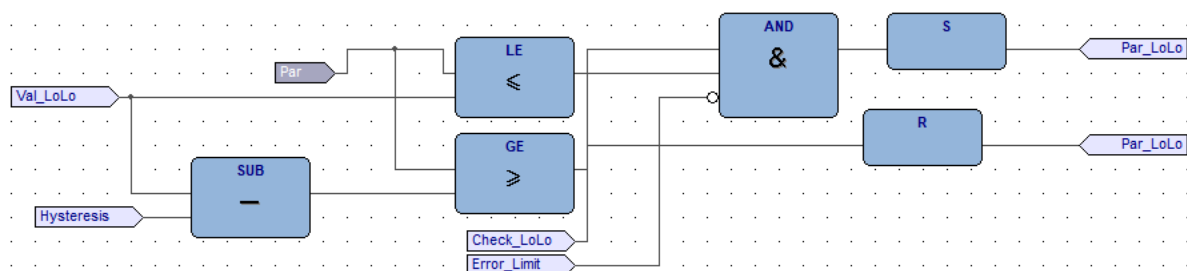 LE
≤
AND
&
S
Par_LoLo
Par
Val_LoLo
GE
≥
R
Par_LoLo
SUB
−
Hysteresis
Check_LoLo
Error_Limit